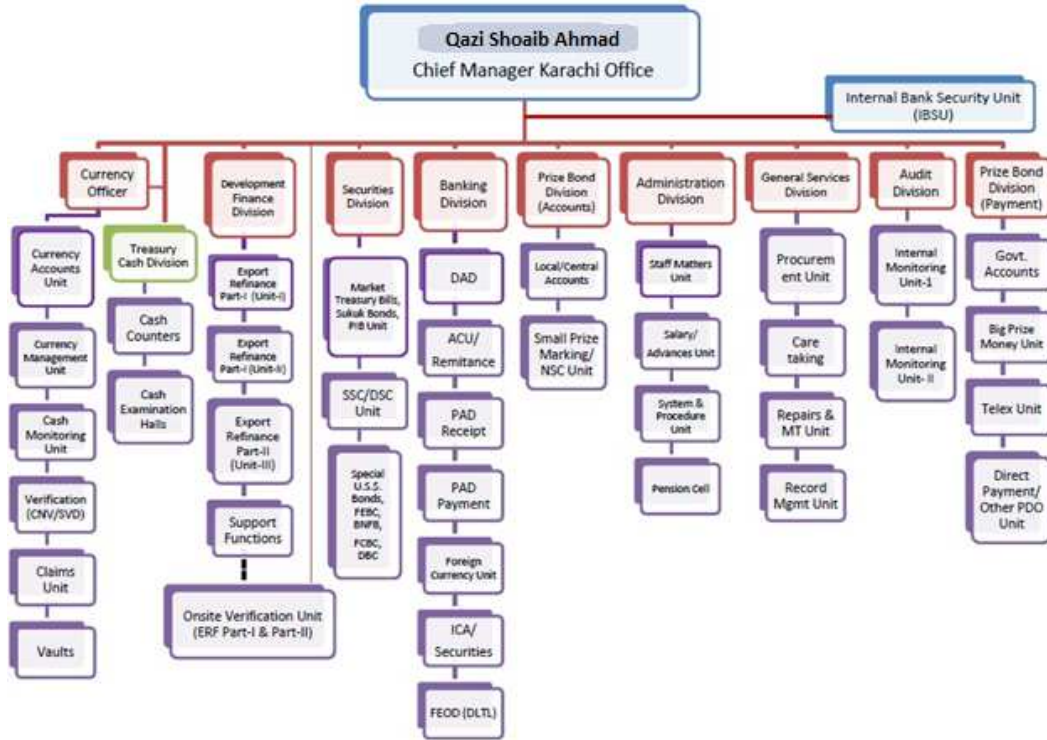 Qazi Shoaib Ahmad
Chief Manager Karachi Office
Internal Bank Security Unit
(IBSU)
Currency
Officer
Development
Finance
Division
Securities
Division
Banking
Division
Prize Bond
Division
(Accounts)
Administration
Division
General Services
Division
Audit
Division
Prize Bond
Division
(Payment)
Currency
Accounts
Unit
Currency
Management
Unit
Cash
Monitoring
Unit
Verification
(CNV/SVD)
Claims
Unit
Vaults
Treasury
Cash Division
Cash
Counters
Cash
Examination
Halls
Export
Refinance
Part-I (Unit-I)
Export
Refinance
Part-I (Unit-II)
Export
Refinance
Part-II
(Unit-III)
Support
Functions
Onsite Verification Unit
(ERF Part-I & Part-II)
Market
Treasury Bills,
Sukuk Bonds,
PIB Unit
SSC/DSC
Unit
Special
U.S.S.
Bonds,
FEBC,
BNFB,
FCBC,
DBC
DAD
ACU/
Remitance
PAD
Receipt
PAD
Payment
Foreign
Currency Unit
ICA/
Securities
FEOD (DLTL)
Local/Central
Accounts
Small Prize
Marking/
NSC Unit
Staff Matters
Unit
Salary/
Advances Unit
System &
Procedure
Unit
Pension Cell
Procurem
ent Unit
Care
taking
Repairs &
MT Unit
Record
Mgmt Unit
Internal
Monitoring
Unit-1
Internal
Monitoring
Unit- II
Govt.
Accounts
Big Prize
Money Unit
Telex Unit
Direct
Payment/
Other PDO
Unit